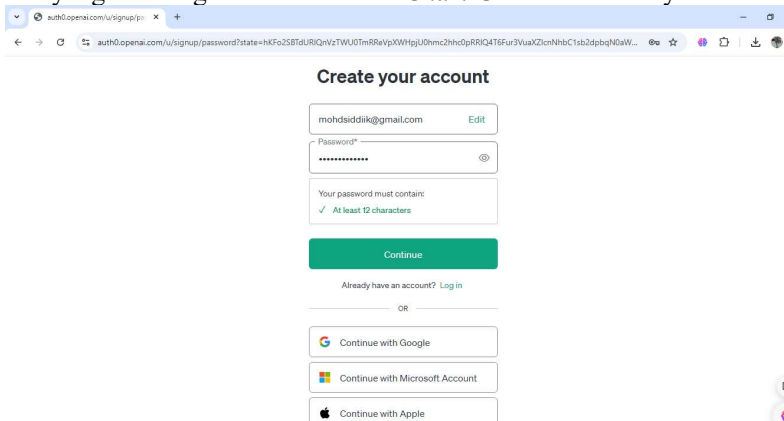 auth0.openai.com/u/signup/pa
auth0.openai.com/u/signup/password?state=
Create your account
mohdsiddiik@gmail.com Edit
Password*
•••••••••••••
Your password must contain:
✓ At least 12 characters
Continue
Already have an account? Log in
OR
Continue with Google
Continue with Microsoft Account
Continue with Apple